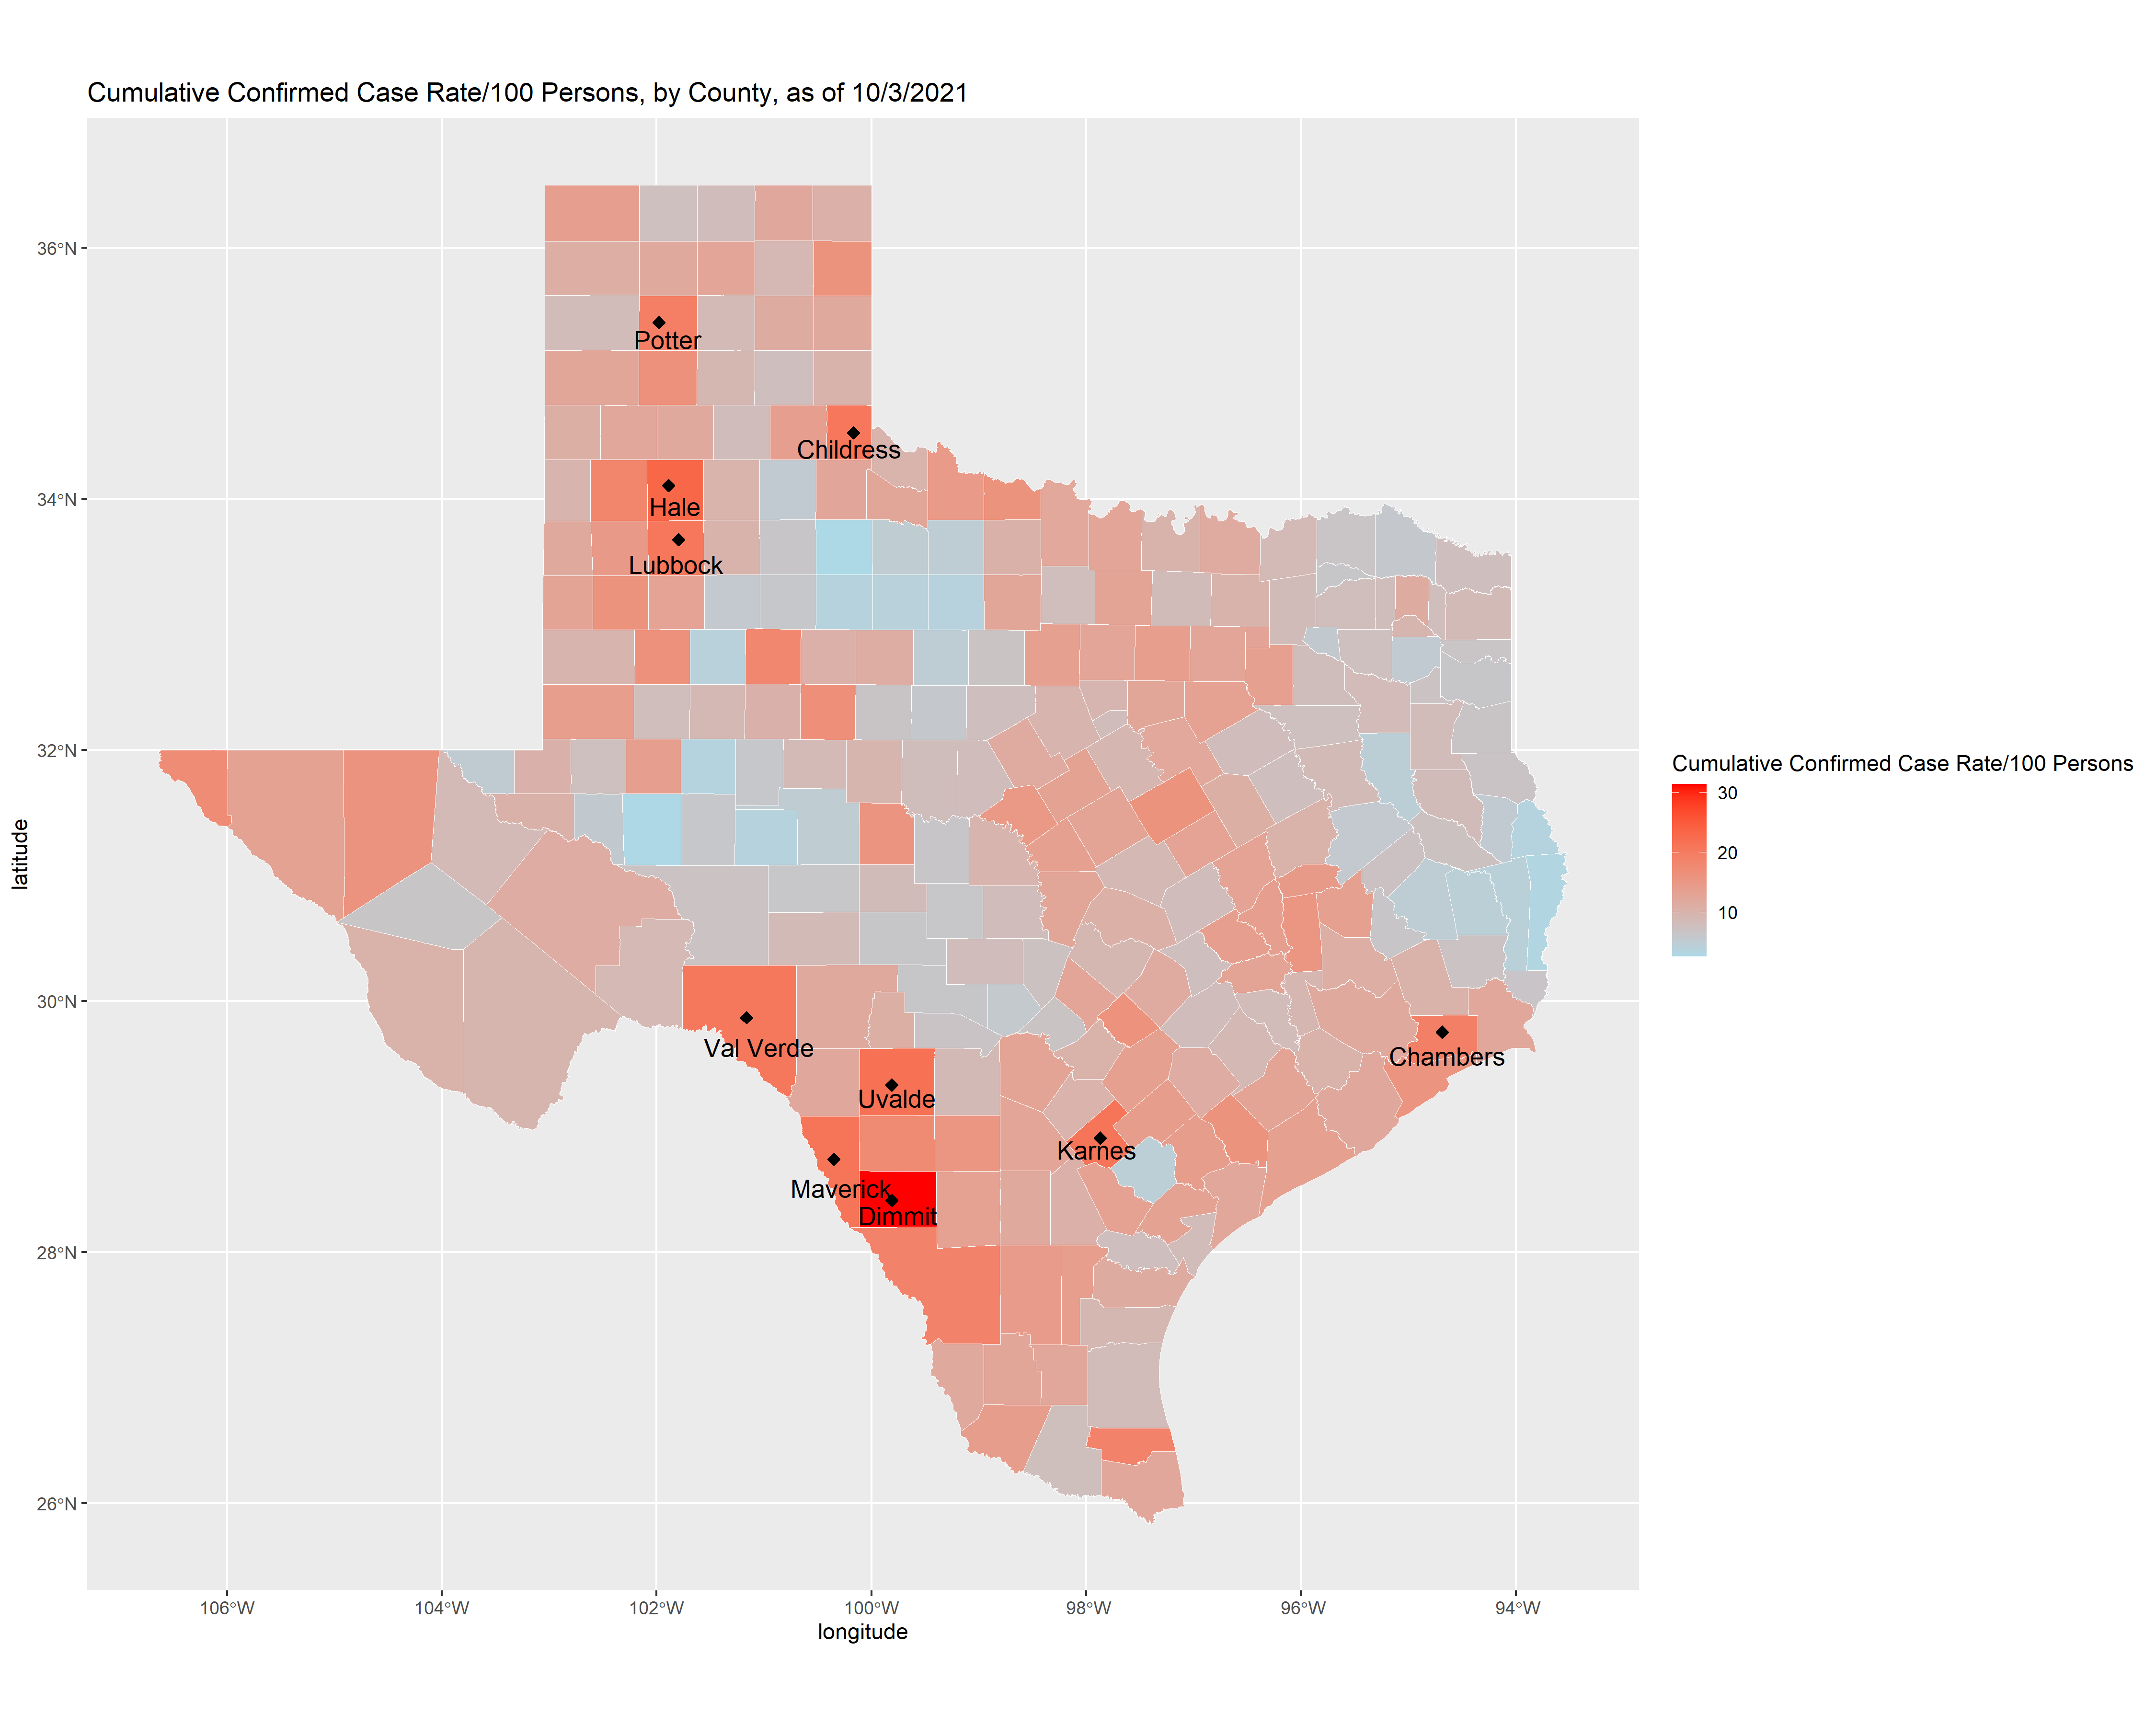 Cumulative Confirmed Case Rate/100 Persons, by County, as of 10/3/2021
36°N
34°N
32°N
30°N
28°N
26°N
latitude
Potter
Childress
Hale
Lubbock
Val Verde
Chambers
Uvalde
Karnes
Maverick
Dimmit
106°W
104°W
102°W
100°W
98°W
96°W
94°W
longitude
Cumulative Confirmed Case Rate/100 Persons
30
20
10